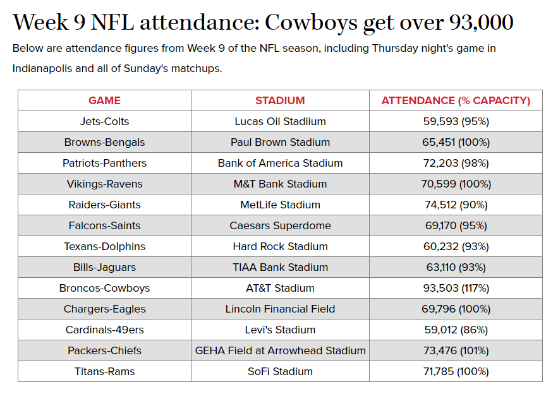 Week 9 NFL attendance: Cowboys get over 93,000
Below are attendance figures from Week 9 of the NFL season, including Thursday night's game in
Indianapolis and all of Sunday's matchups.
GAME STADIUM ATTENDANCE (% CAPACITY)
Jets-Colts Lucas Oil Stadiium 59,593 (95%)
Browns-Bengals Paul Brown Stadium 65,451 (100%)
Patriots-Panthers Bank of America Stadium 72,203 (98%)
Vikings-Ravens M&T Bank Stadium 70,599 (100%)
Raiders-Giants MetLife Stadium 74,512 (90%)
Falcons-Saints Caesars Superdome 69,170 (95%)
Texans-Dolphins Hard Rock Stadium 60,232 (93%)
Bills-Jaguars TIAA Bank Stadium 63,110 (93%)
Broncos-Cowboys AT&T Stadium 93,503 (117%)
Chargers-Eagles Lincoln Financial Field 69,796 (100%)
Cardinals-49ers Levi's Stadium 59,012 (86%)
Packers-Chiefs GEHA Field at Arrowhead Stadium 73,476 (101%)
Titans-Rams SoFi Stadium 71,785 (100%)